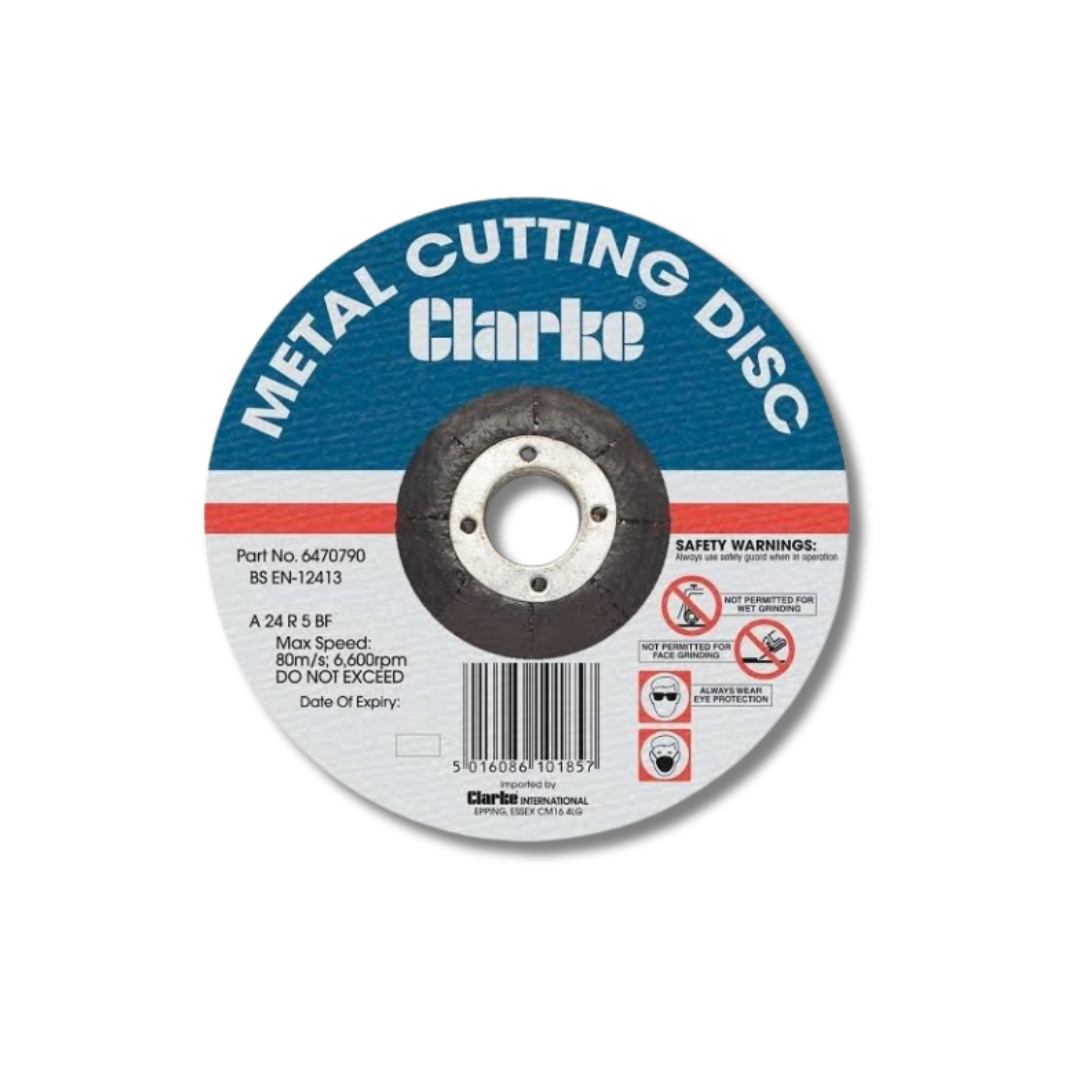 METAL CUTTING DISC
Clarke®
Part No. 6470790
BS EN-12413
A 24 R 5 BF
Max Speed:
80m/s; 6,600rpm
DO NOT EXCEED
Date Of Expiry:
SAFETY WARNINGS:
Always use safety guard when in operation
NOT PERMITTED FOR
WET GRINDING
NOT PERMITTED FOR
FACE GRINDING
ALWAYS WEAR
EYE PROTECTION
5 016086 101857
Imported by
Clarke INTERNATIONAL
EPPING, ESSEX CM16 4LG